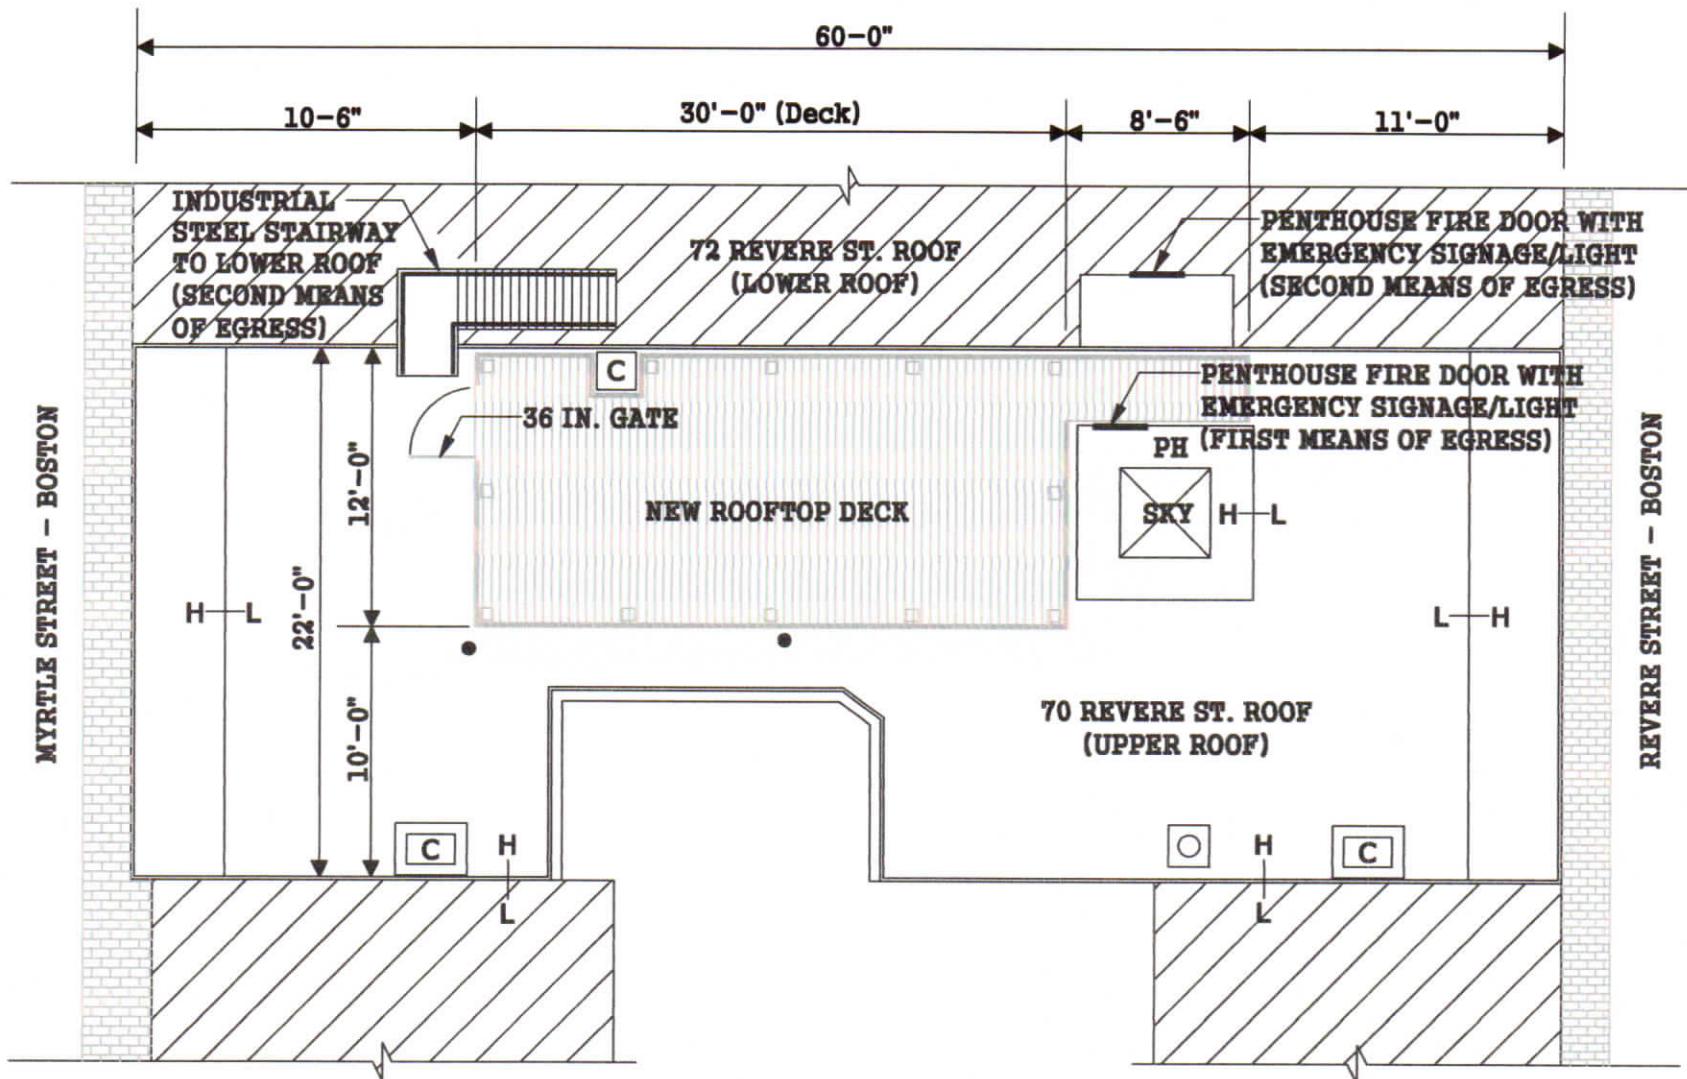 60-0"
10-6"
30'-0" (Deck)
8'-6"
11'-0"
INDUSTRIAL
STEEL STAIRWAY
TO LOWER ROOF
(SECOND MEANS
OF EGRESS)
72 REVERE ST. ROOF
(LOWER ROOF)
PENTHOUSE FIRE DOOR WITH
EMERGENCY SIGNAGE/LIGHT
(SECOND MEANS OF EGRESS)
C
PENTHOUSE FIRE DOOR WITH
EMERGENCY SIGNAGE/LIGHT
(FIRST MEANS OF EGRESS)
36 IN. GATE
PH
12'-0"
NEW ROOFTOP DECK
SKY
H L
MYRTLE STREET - BOSTON
REVERE STREET - BOSTON
H L
22'-0"
L H
10'-0"
70 REVERE ST. ROOF
(UPPER ROOF)
C
H
L
H
L
C